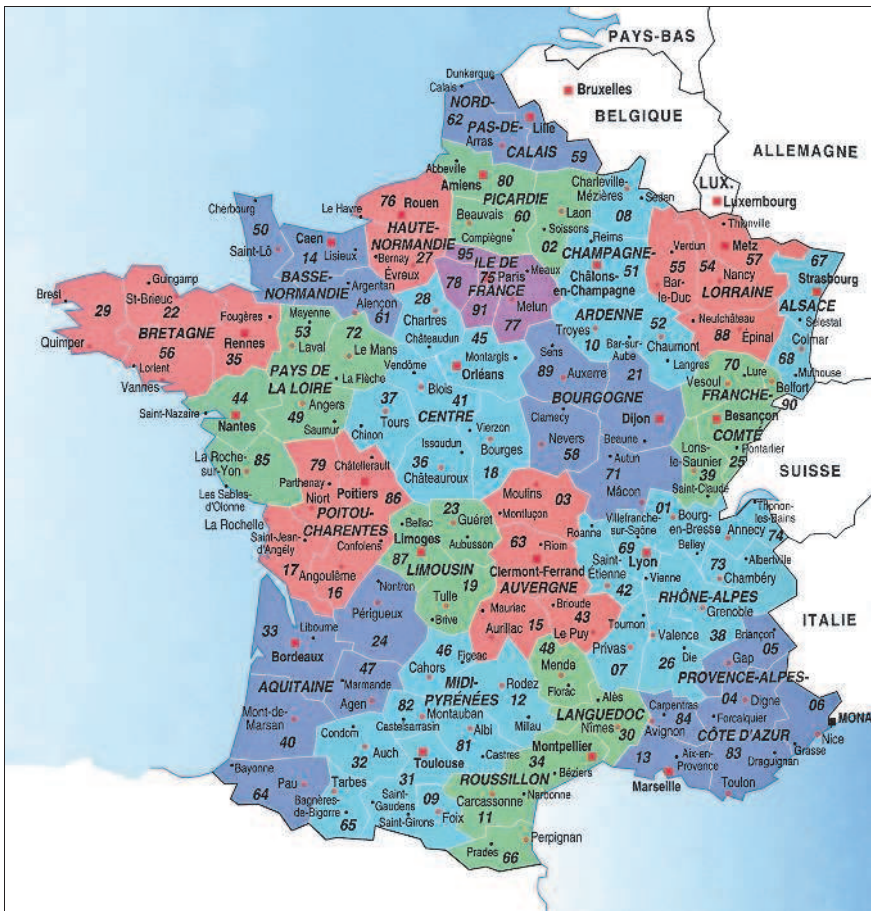 PAYS-BAS
Dunkerque
Calais
Bruxelles
NORD-
BELGIQUE
62
PAS-DE-
Lille
Arras
CALAIS
59
ALLEMAGNE
Abbeville
80
Amiens
PICARDIE
Charleville-
Mézières
Sedan
LUX.
Luxembourg
08
76
Rouen
Le Havre
Cherbourg
50
Beauvais
60
Laon
Soissons
Compiègne
02
Reims
Thionville
Verdun
Metz
57
67
HAUTE-
NORMANDIE
Caen
14
Lisieux
Saint-Lô
Bernay
27
Évreux
95
ILE DE
FRANCE
75
Paris
Meaux
78
Melun
91
77
CHAMPAGNE-
51
Châlons-
en-Champagne
ARDENNE
55
54
Nancy
Bar-
le-Duc
LORRAINE
Strasbourg
ALSACE
BASSE-
NORMANDIE
Argentan
Alençon
61
Guingamp
St-Brieuc
22
Brest
29
BRETAGNE
Fougères
Quimper
56
Rennes
35
Lorient
Vannes
Mayenne
53
Laval
72
Le Mans
28
Chartres
Châteaudun
45
Montargis
Orléans
Sens
Troyes
10
Bar-sur-
Aube
52
Chaumont
Langres
Neufchâteau
88
Épinal
Sélestat
Colmar
68
Mulhouse
PAYS DE
LA LOIRE
La Flèche
Vendôme
Blois
41
89
Auxerre
21
70
Lure
Vesoul
Belfort
90
FRANCHE-
44
Saint-Nazaire
Nantes
Angers
49
Saumur
37
Tours
CENTRE
Chinon
Vierzon
Issoudun
Bourges
BOURGOGNE
Clamecy
Dijon
Besançon
COMTÉ
Pontarlier
Nevers
58
Beaune
Autun
Lons-
le-Saunier
25
39
Saint-Claude
SUISSE
La Roche-
sur-Yon
85
79
Châtellerault
Parthenay
Poitiers
Les Sables-
d'Olonne
Niort
86
36
Châteauroux
18
71
Mâcon
La Rochelle
POITOU-
CHARENTES
Saint-Jean-
d'Angély
Confolens
17
Angoulême
16
23
Guéret
Bellac
Limoges
Aubusson
87
LIMOUSIN
19
Tulle
Brive
Moulins
03
Montluçon
63
Riom
Clermont-Ferrand
AUVERGNE
Mauriac
Brioude
43
15
Aurillac
Le Puy
01
Villefranche-
sur-Saône
Bourg-
en-Bresse
Thonon-
les-Bains
Annecy
74
Roanne
69
Belley
Lyon
Albertville
Saint-
Étienne
Vienne
73
Chambéry
42
RHÔNE-ALPES
Grenoble
Tournon
Valence
38
Privas
07
26
Die
ITALIE
Nontron
Périgueux
33
Libourne
24
Bordeaux
46
Figeac
Cahors
48
Mende
Florac
Briançon
05
Gap
PROVENCE-ALPES-
47
Marmande
AQUITAINE
MIDI-
PYRÉNÉES
Rodez
12
Agen
82
Montauban
Castelsarrasin
Albi
Millau
LANGUEDOC
Alès
Nîmes
30
Carpentras
84
04
Digne
06
MONA
Mont-de-
Marsan
40
Condom
Auch
32
81
Toulouse
Castres
Montpellier
34
Béziers
ROUSSILLON
Avignon
Forcalquier
CÔTE D'AZUR
Nice
Grasse
13
Aix-en-
Provence
83
Draguignan
Marseille
Toulon
Bayonne
64
Pau
Tarbes
Bagnères-
de-Bigorre
65
31
Saint-
Gaudens
Saint-Girons
09
Foix
Carcassonne
Narbonne
11
Perpignan
Prades
66